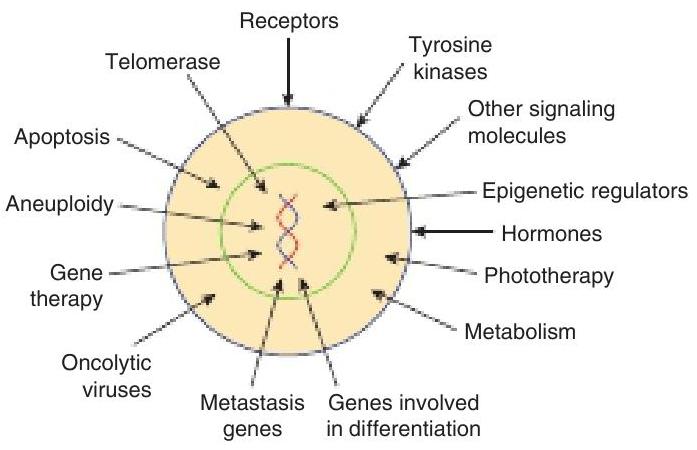 Receptors
Telomerase
Tyrosine
kinases
Other signaling
molecules
Apoptosis
Epigenetic regulators
Aneuploidy
Hormones
Gene
therapy
Phototherapy
Metabolism
Oncolytic
viruses
Metastasis
genes
Genes involved
in differentiation